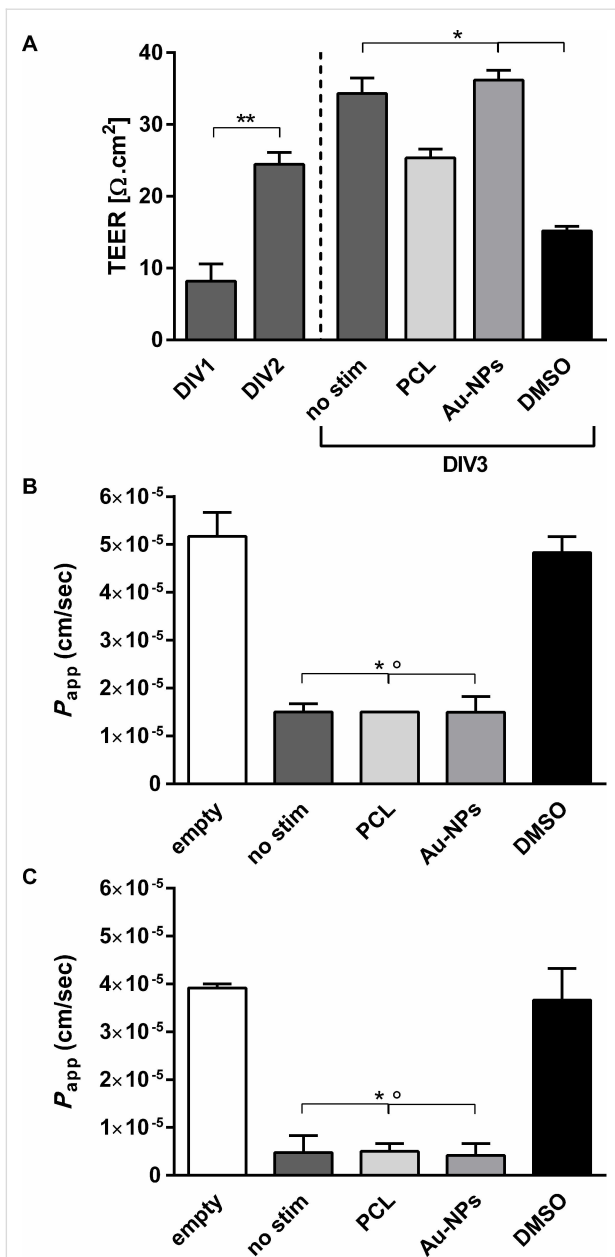 A
TEER [Ω.cm²]
40
30
20
10
0
**
*
DIV1
DIV2
no stim
PCL
Au-NPs
DMSO
DIV3
B
Papp (cm/sec)
6×10⁻⁵
5×10⁻⁵
4×10⁻⁵
3×10⁻⁵
2×10⁻⁵
1×10⁻⁵
0
* °
empty
no stim
PCL
Au-NPs
DMSO
C
Papp (cm/sec)
6×10⁻⁵
5×10⁻⁵
4×10⁻⁵
3×10⁻⁵
2×10⁻⁵
1×10⁻⁵
0
* °
empty
no stim
PCL
Au-NPs
DMSO